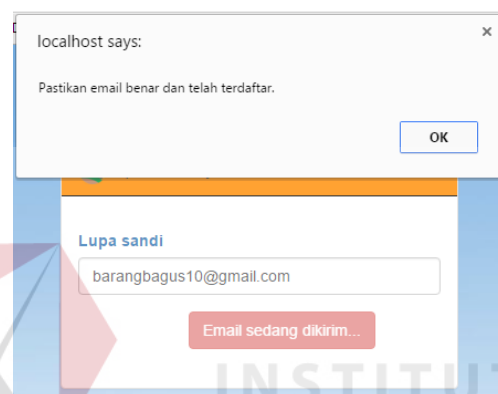 localhost says:
Pastikan email benar dan telah terdaftar.
OK
Lupa sandi
barangbagus10@gmail.com
Email sedang dikirim...
INSTITUT